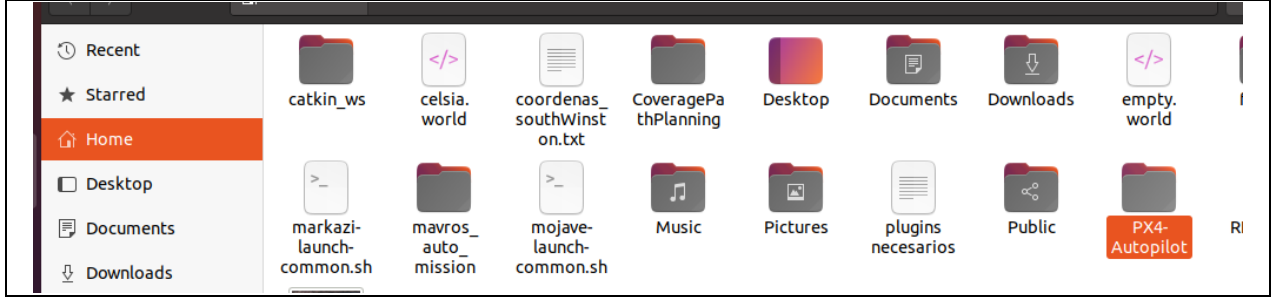 Recent
Starred
Home
Desktop
Documents
Downloads
catkin_ws
celsia.
world
coordenas_
southWinst
on.txt
CoveragePa
thPlanning
Desktop
Documents
Downloads
empty.
world
markazi-
launch-
common.sh
mavros_
auto_
mission
mojave-
launch-
common.sh
Music
Pictures
plugins
necesarios
Public
PX4-
Autopilot